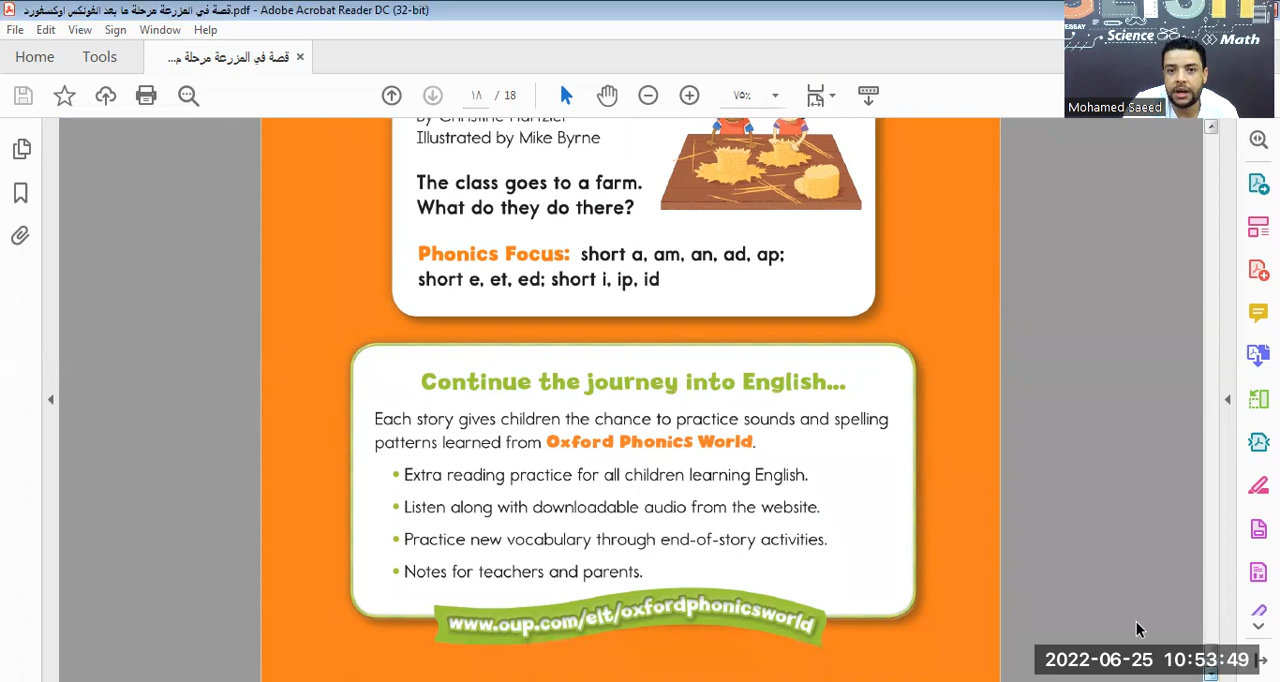 قصة في المزرعة مرحلة ما بعد الفونكس اوكسفورد.pdf - Adobe Acrobat Reader DC (32-bit)
File Edit View Sign Window Help
Home Tools قصة في المزرعة مرحلة م...
١٨ / 18 ٧٥%
ESSAY
Science
Math
Mohamed Saeed
Illustrated by Mike Byrne
The class goes to a farm.
What do they do there?
Phonics Focus: short a, am, an, ad, ap;
short e, et, ed; short i, ip, id
Continue the journey into English...
Each story gives children the chance to practice sounds and spelling
patterns learned from Oxford Phonics World.
• Extra reading practice for all children learning English.
• Listen along with downloadable audio from the website.
• Practice new vocabulary through end-of-story activities.
• Notes for teachers and parents.
www.oup.com/elt/oxfordphonicsworld
2022-06-25 10:53:49